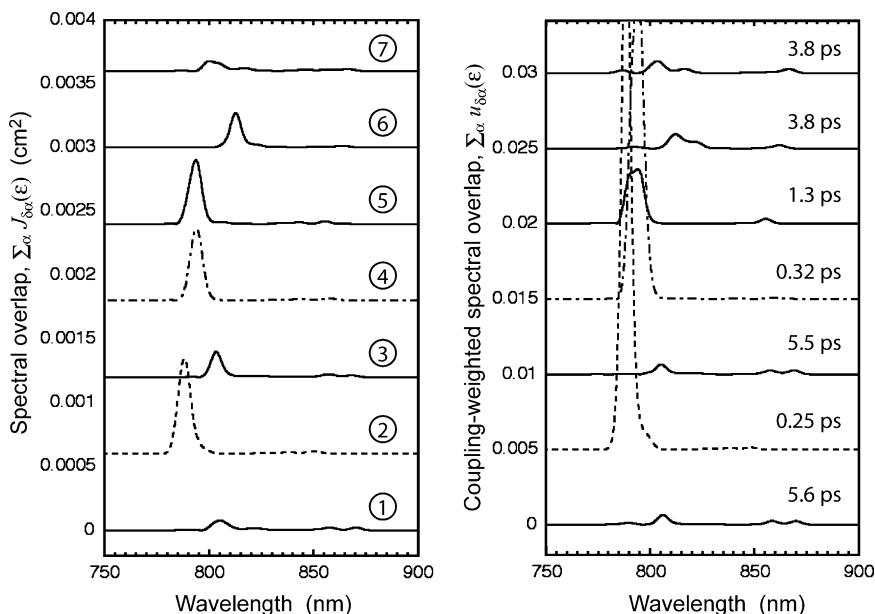 Spectral overlap, Σα Jδα(ε) (cm²)
0.004
0.0035
0.003
0.0025
0.002
0.0015
0.001
0.0005
0
⑦
⑥
⑤
④
③
②
①
750
800
850
900
Wavelength (nm)
Coupling-weighted spectral overlap, Σα uδα(ε)
0.03
0.025
0.02
0.015
0.01
0.005
0
3.8 ps
3.8 ps
1.3 ps
0.32 ps
5.5 ps
0.25 ps
5.6 ps
750
800
850
900
Wavelength (nm)